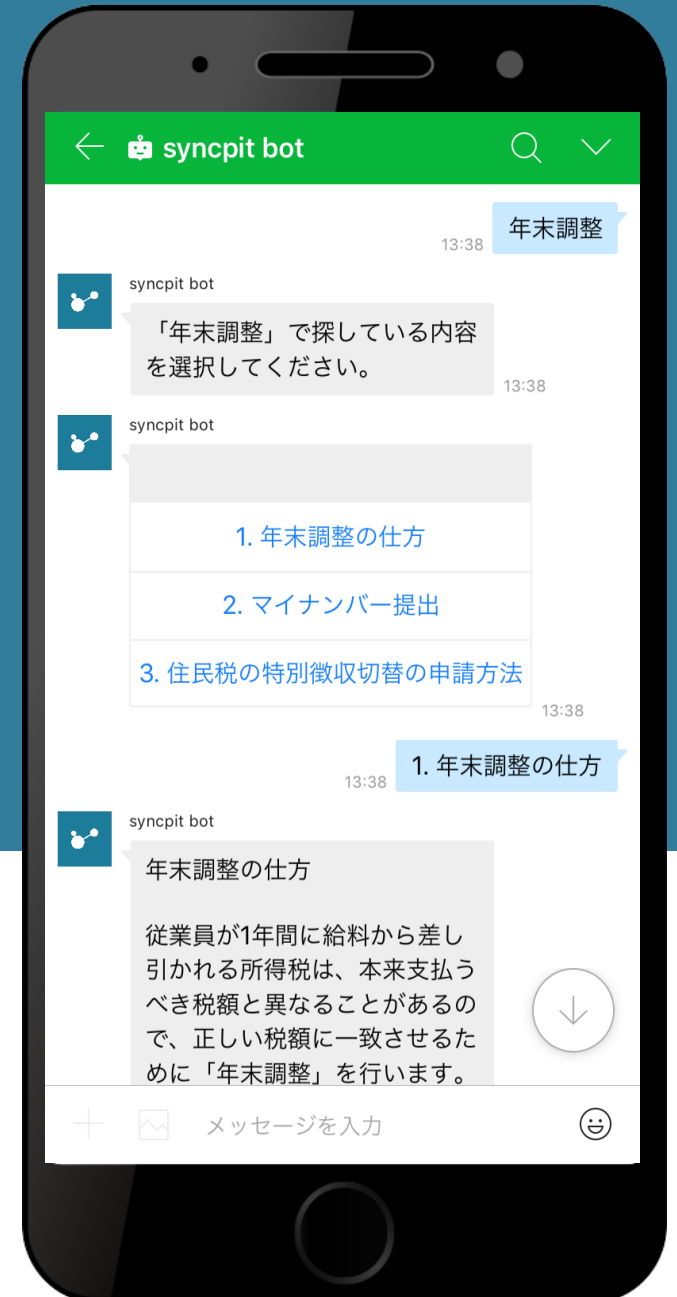 syncpit bot
年末調整
13:38
syncpit bot
「年末調整」で探している内容
を選択してください。
13:38
syncpit bot
1. 年末調整の仕方
2. マイナンバー提出
3. 住民税の特別徴収切替の申請方法
13:38
1. 年末調整の仕方
13:38
syncpit bot
年末調整の仕方
従業員が1年間に給料から差し
引かれる所得税は、本来支払う
べき税額と異なることがあるの
で、正しい税額に一致させるた
めに「年末調整」を行います。
メッセージを入力